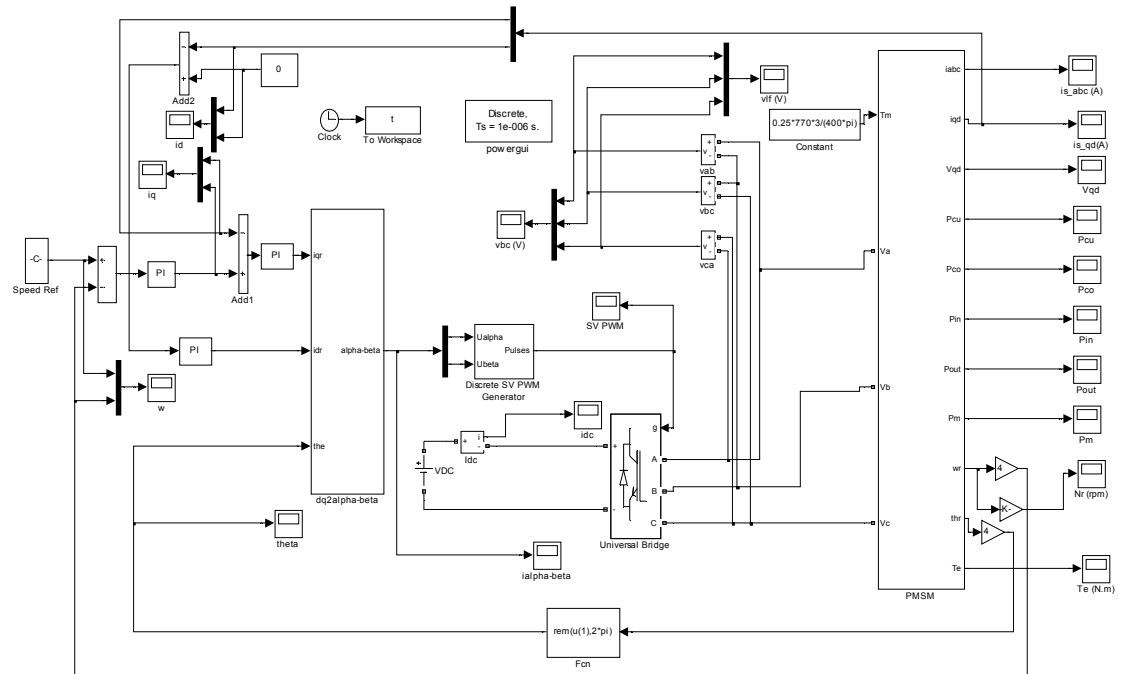 0
Add2
id
iq
Clock
t
To Workspace
Discrete,
Ts = 1e-006 s.
powergui
vlf (V)
0.25*770*3/(400*pi)
Constant
Tm
iabc
is_abc (A)
iqd
is_qd(A)
Vqd
Vqd
Pcu
Pcu
Pco
Pco
Pin
Pin
Pout
Pout
Pm
Pm
wr
4
-K-
Nr (rpm)
thr
4
Te
Te (N.m)
Va
Vb
Vc
PMSM
+
v
-
vab
+
v
-
vbc
+
v
-
vca
vbc (V)
-C-
Speed Ref
+
-
PI
-
+
Add1
PI
iqr
PI
idr
the
alpha-beta
dq2alpha-beta
w
theta
Ualpha
Ubeta
Pulses
Discrete SV PWM
Generator
SV PWM
idc
+
i
-
Idc
+
VDC
g
+
-
A
B
C
Universal Bridge
ialpha-beta
rem(u(1),2*pi)
Fcn